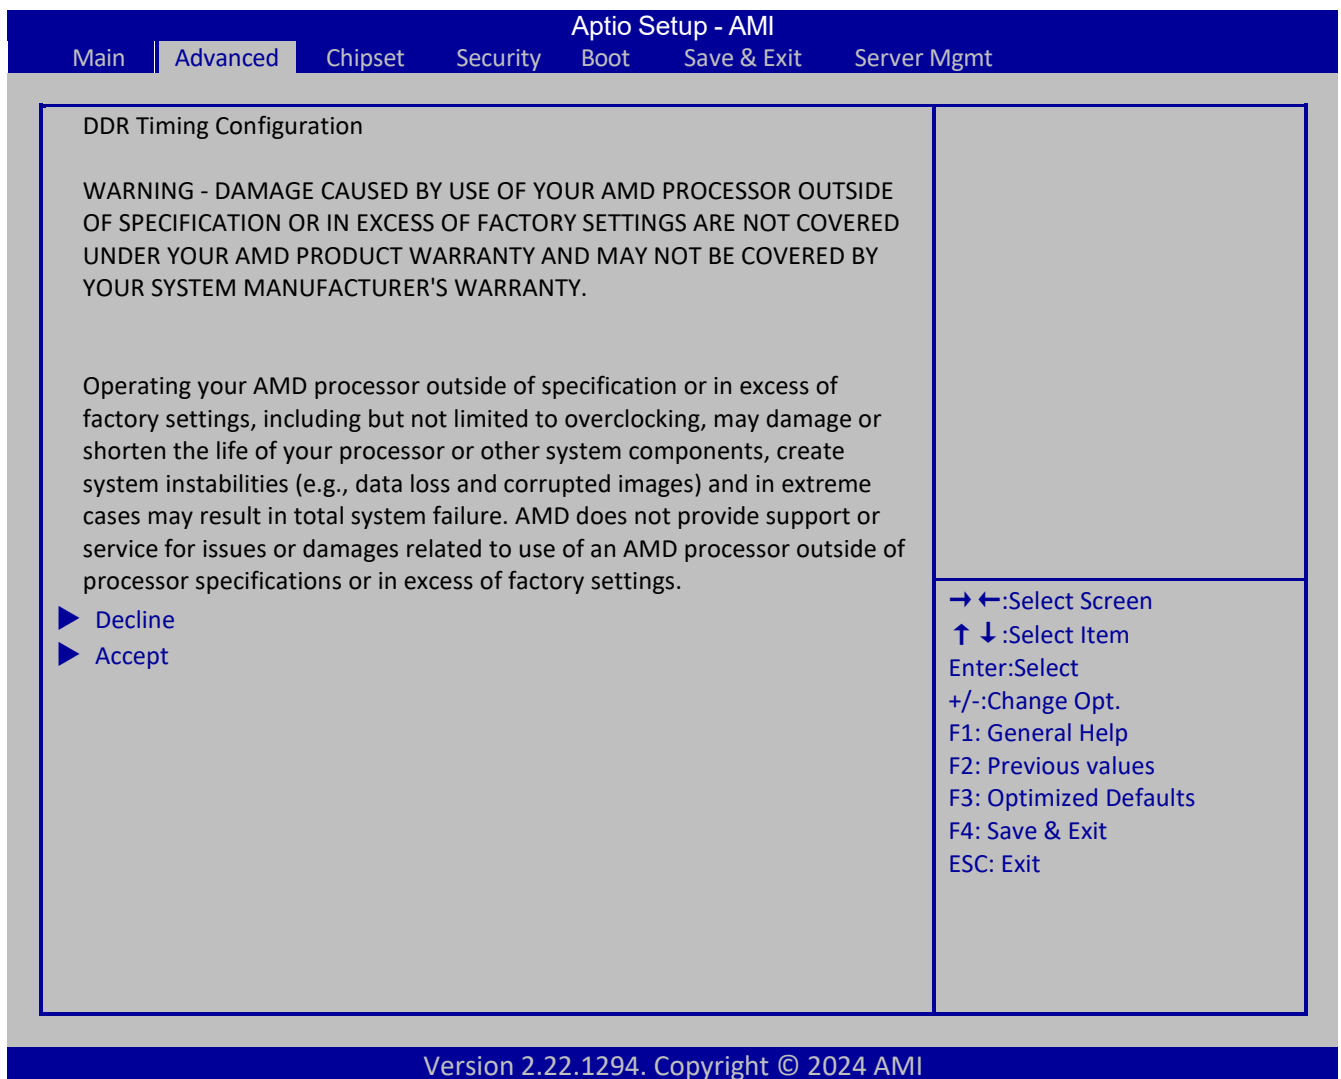 Aptio Setup - AMI
Main Advanced Chipset Security Boot Save & Exit Server Mgmt
DDR Timing Configuration
WARNING - DAMAGE CAUSED BY USE OF YOUR AMD PROCESSOR OUTSIDE
OF SPECIFICATION OR IN EXCESS OF FACTORY SETTINGS ARE NOT COVERED
UNDER YOUR AMD PRODUCT WARRANTY AND MAY NOT BE COVERED BY
YOUR SYSTEM MANUFACTURER'S WARRANTY.
Operating your AMD processor outside of specification or in excess of
factory settings, including but not limited to overclocking, may damage or
shorten the life of your processor or other system components, create
system instabilities (e.g., data loss and corrupted images) and in extreme
cases may result in total system failure. AMD does not provide support or
service for issues or damages related to use of an AMD processor outside of
processor specifications or in excess of factory settings.
▶ Decline
▶ Accept
→ ←:Select Screen
↑ ↓ :Select Item
Enter:Select
+/-:Change Opt.
F1: General Help
F2: Previous values
F3: Optimized Defaults
F4: Save & Exit
ESC: Exit
Version 2.22.1294. Copyright © 2024 AMI